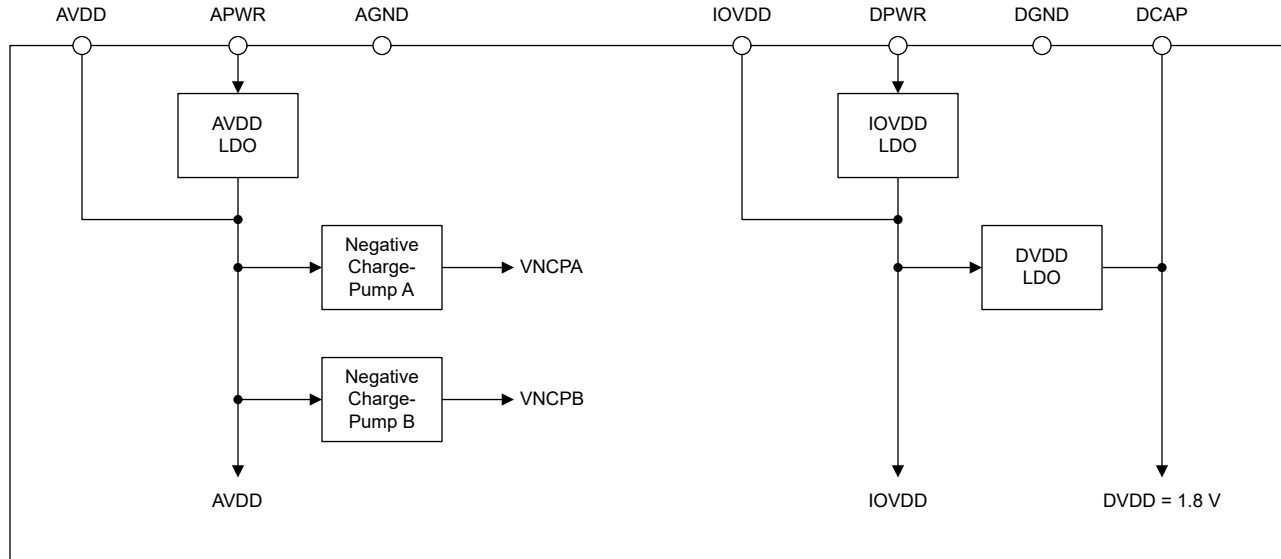 AVDD APWR AGND IOVDD DPWR DGND DCAP
AVDD
LDO
IOVDD
LDO
Negative
Charge-
Pump A
VNCPA
DVDD
LDO
Negative
Charge-
Pump B
VNCPB
AVDD
IOVDD
DVDD = 1.8 V